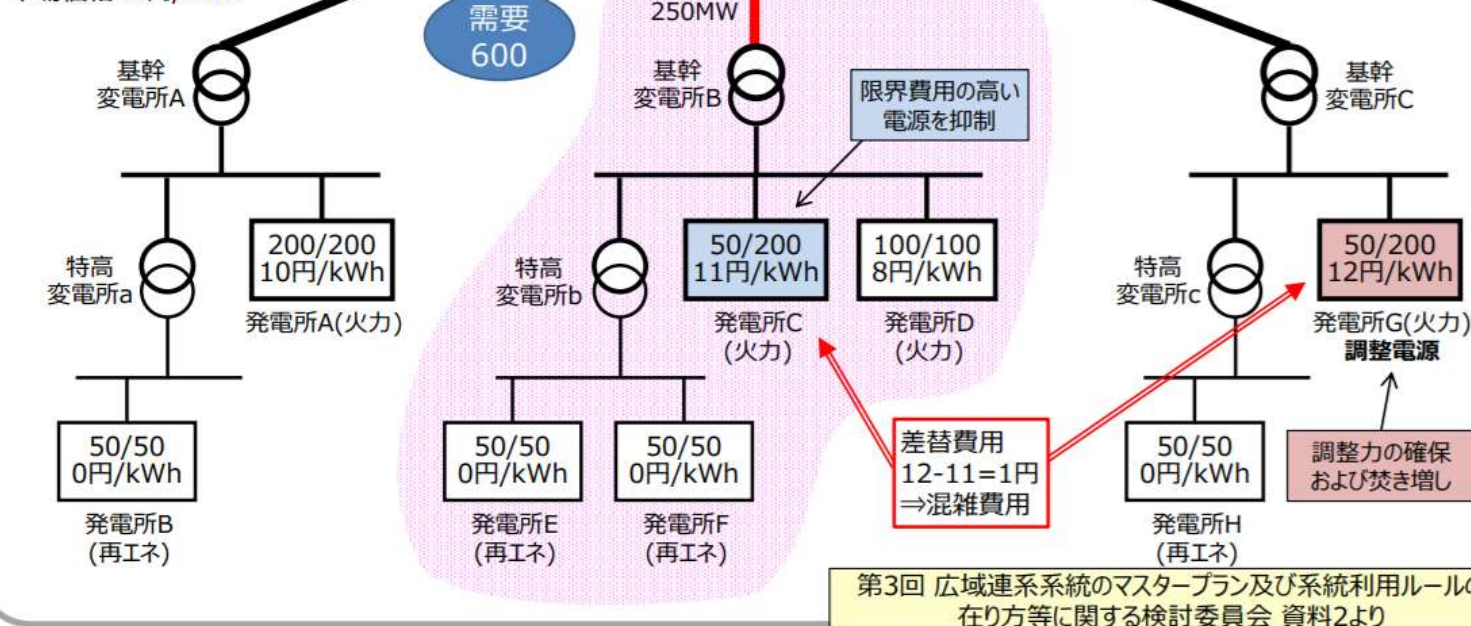 需要
600
250MW
基幹
変電所A
基幹
変電所B
限界費用の高い
電源を抑制
基幹
変電所C
特高
変電所a
200/200
10円/kWh
発電所A(火力)
特高
変電所b
50/200
11円/kWh
発電所C
(火力)
100/100
8円/kWh
発電所D
(火力)
特高
変電所c
50/200
12円/kWh
発電所G(火力)
調整電源
50/50
0円/kWh
発電所B
(再エネ)
50/50
0円/kWh
発電所E
(再エネ)
50/50
0円/kWh
発電所F
(再エネ)
差替費用
12-11=1円
⇒混雑費用
50/50
0円/kWh
発電所H
(再エネ)
調整力の確保
および焚き増し
第3回 広域連系系統のマスタープラン及び系統利用ルールの
在り方等に関する検討委員会 資料2より